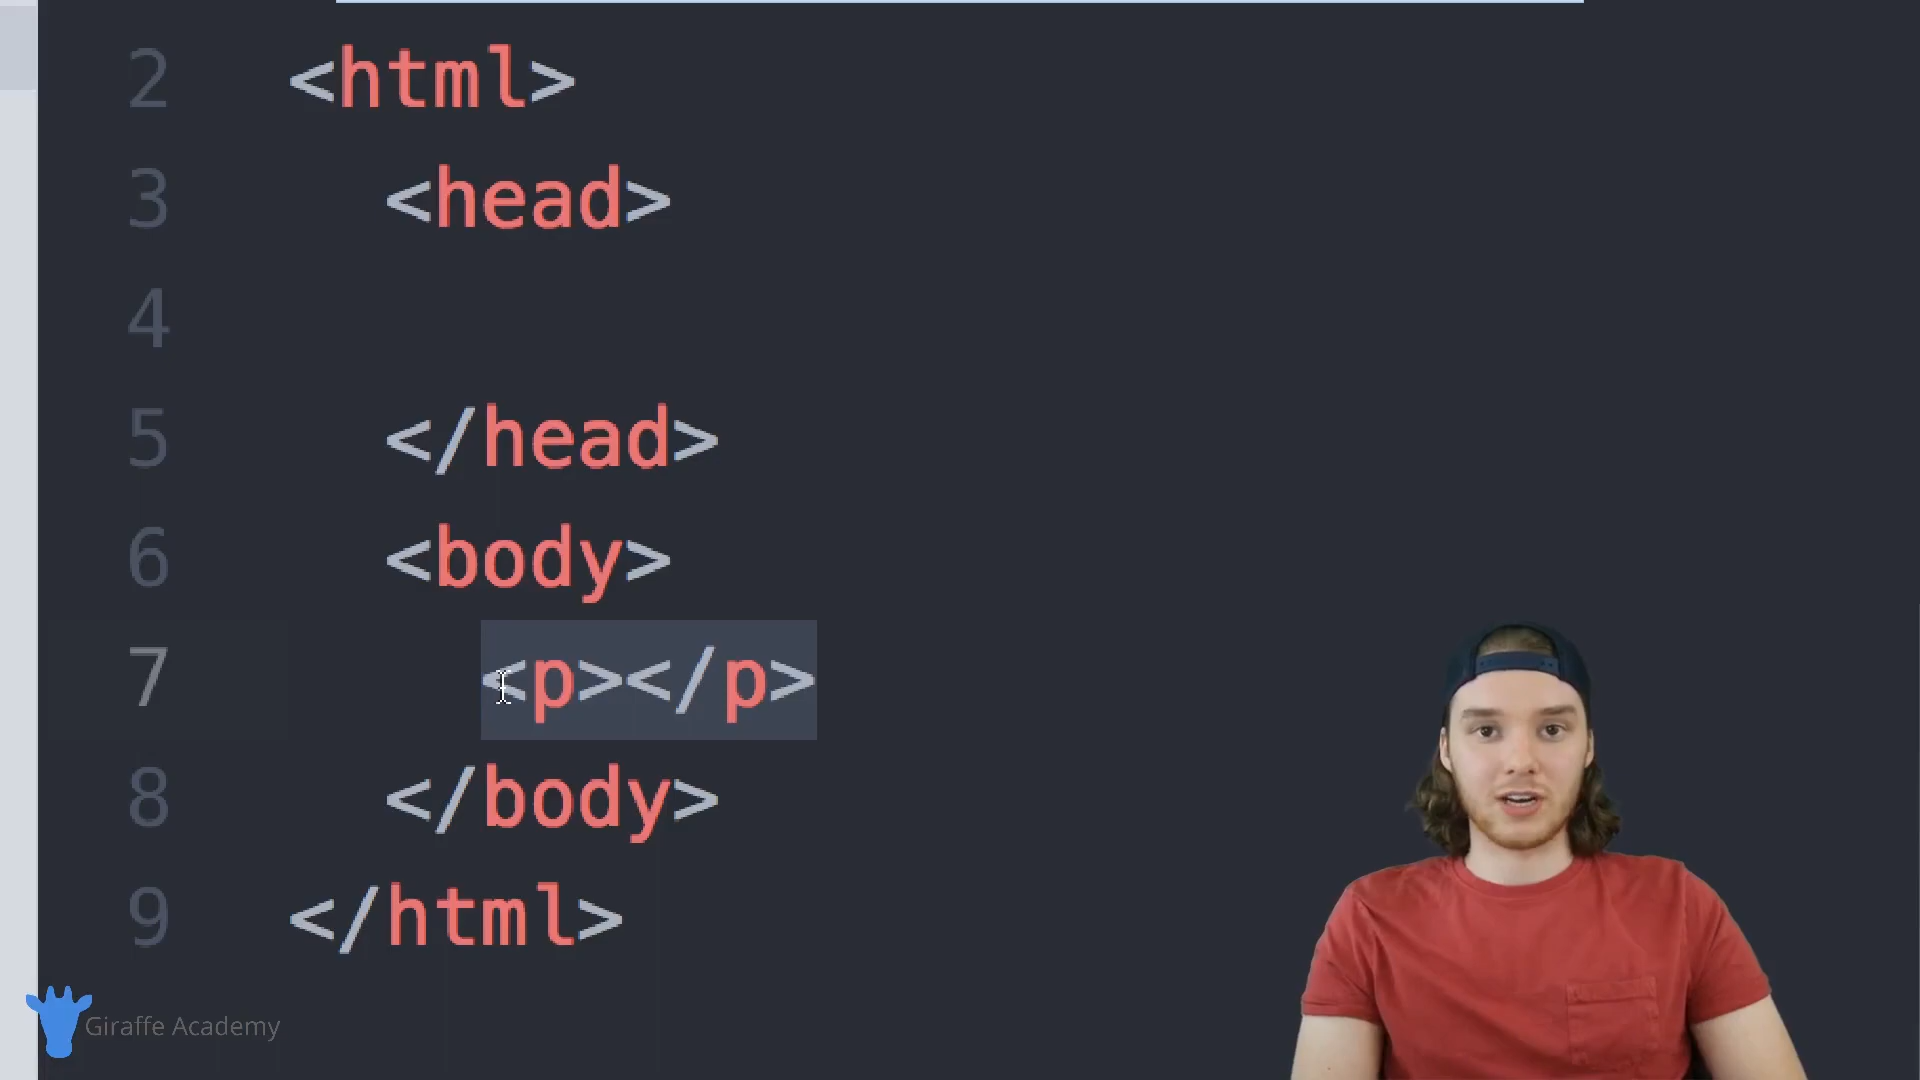 2 <html>
3 <head>
4
5 </head>
6 <body>
7 <p></p>
8 </body>
9 </html>
Giraffe Academy